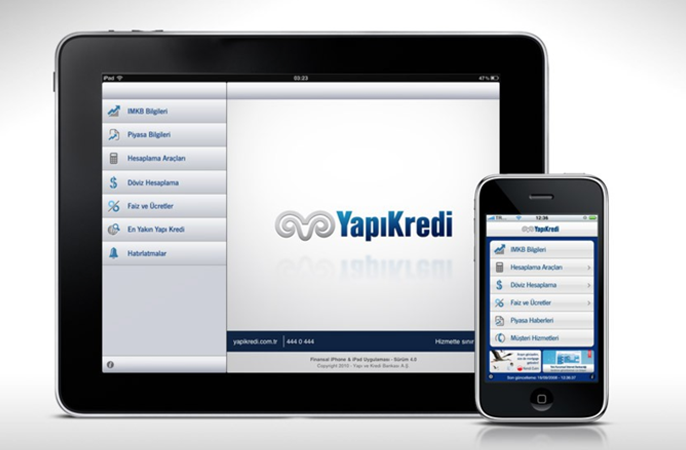 iPad
03:23
47%
IMKB Bilgileri
Piyasa Bilgileri
Hesaplama Araçları
Döviz Hesaplama
Faiz ve Ücretler
En Yakın Yapı Kredi
Hatırlatmalar
YapıKredi
yapikredi.com.tr
444 0 444
Hizmette sınır
Finansal iPhone & iPad Uygulaması - Sürüm 4.0
Copyright 2010 - Yapı ve Kredi Bankası A.Ş.
12:36
YapıKredi
IMKB Bilgileri
Hesaplama Araçları
Döviz Hesaplama
Faiz ve Ücretler
Piyasa Haberleri
Müşteri Hizmetleri